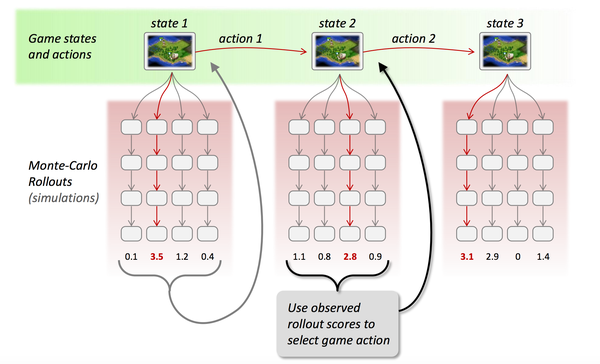 state 1
state 2
state 3
Game states
and actions
action 1
action 2
Monte-Carlo
Rollouts
(simulations)
0.1 3.5 1.2 0.4
1.1 0.8 2.8 0.9
3.1 2.9 0 1.4
Use observed
rollout scores to
select game action